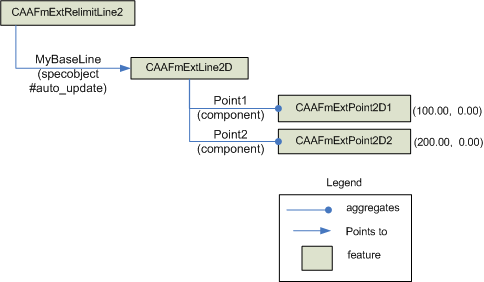 CAAFmExtRelimitLine2
MyBaseLine
(specobject
#auto_update)
CAAFmExtLine2D
Point1
(component)
CAAFmExtPoint2D1
(100.00, 0.00)
Point2
(component)
CAAFmExtPoint2D2
(200.00, 0.00)
Legend
aggregates
Points to
feature